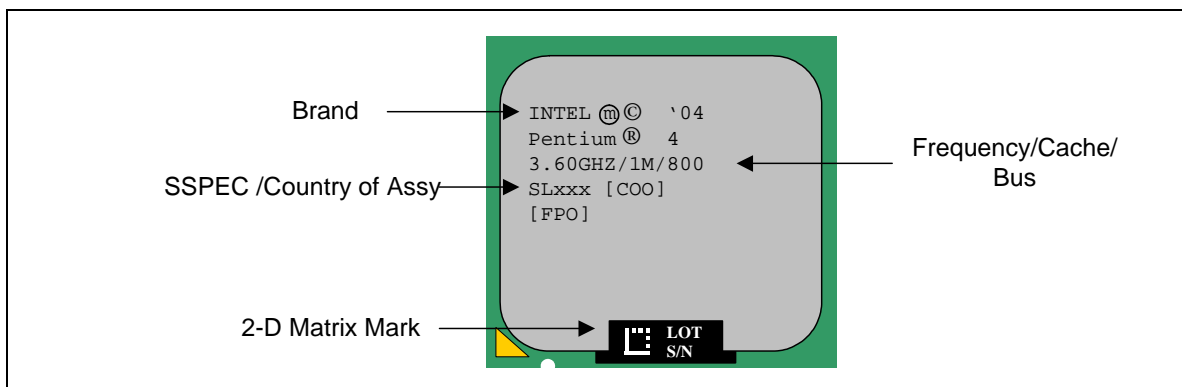 Brand
INTEL ⓜ© '04
Pentium® 4
3.60GHZ/1M/800
Frequency/Cache/
Bus
SSPEC /Country of Assy
SLxxx [COO]
[FPO]
2-D Matrix Mark
LOT
S/N